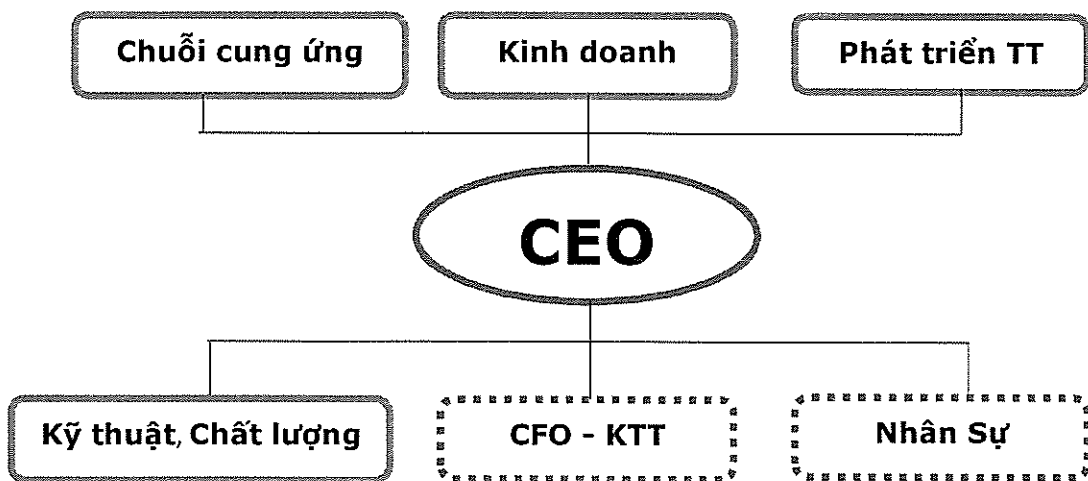 Chuỗi cung ứng
Kinh doanh
Phát triển TT
CEO
Kỹ thuật, Chất lượng
CFO - KTT
Nhân Sự